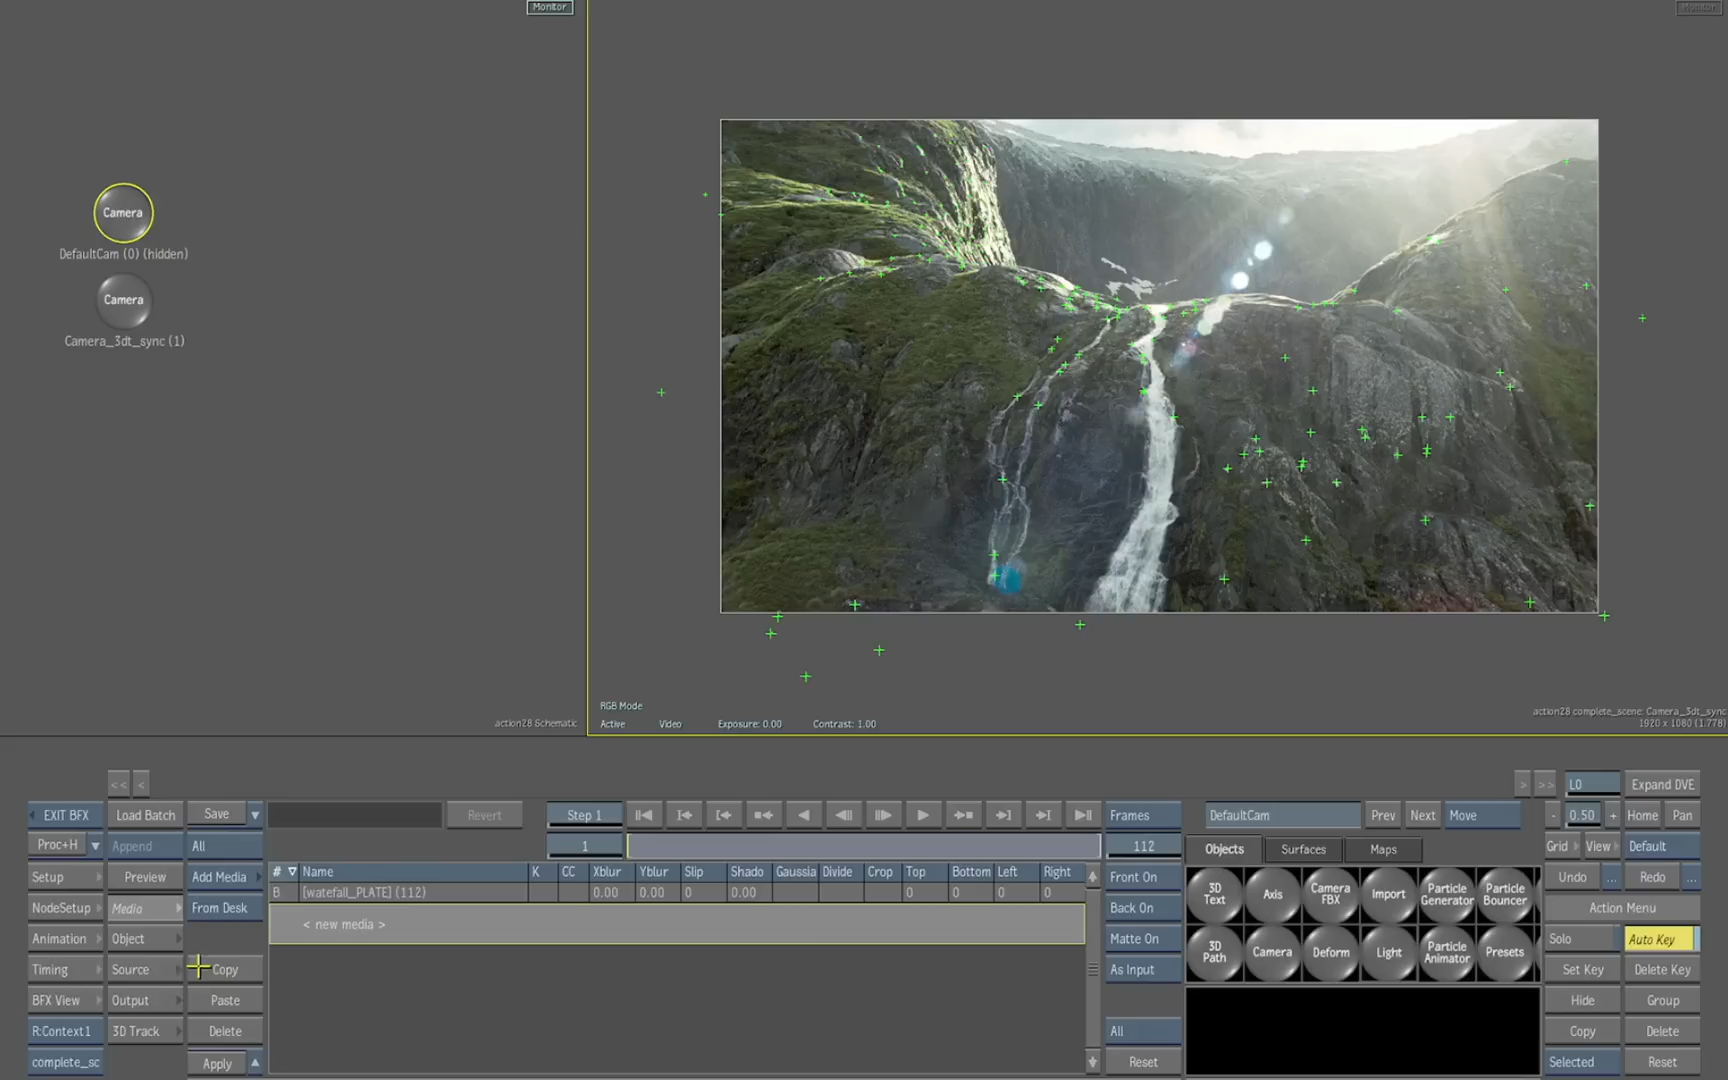 Monitor
Monitor
Camera
DefaultCam (0) (hidden)
Camera
Camera_3dt_sync (1)
RGB Mode
Active Video Exposure: 0.00 Contrast: 1.00
action28 Schematic
action28 complete_scene: Camera_3dt_sync
1920 x 1080 (1.778)
<< < > >> L0 Expand DVE
EXIT BFX Load Batch Save Revert Step 1 Frames DefaultCam Prev Next Move - 0.50 + Home Pan
Proc+H Append All 1 112 Objects Surfaces Maps Grid View Default
Setup Preview Add Media # Name K CC Xblur Yblur Slip Shado Gaussia Divide Crop Top Bottom Left Right Front On Undo ... Redo ...
B [watefall_PLATE] (112) 0.00 0.00 0 0.00 0 0 0 0
3D Text Axis Camera FBX Import Particle Generator Particle Bouncer
NodeSetup Media From Desk < new media > Back On Action Menu
Animation Object Matte On Solo Auto Key
3D Path Camera Deform Light Particle Animator Presets
Timing Source Copy As Input Set Key Delete Key
BFX View Output Paste Hide Group
R:Context1 3D Track Delete All Copy Delete
complete_sc Apply Reset Selected Reset